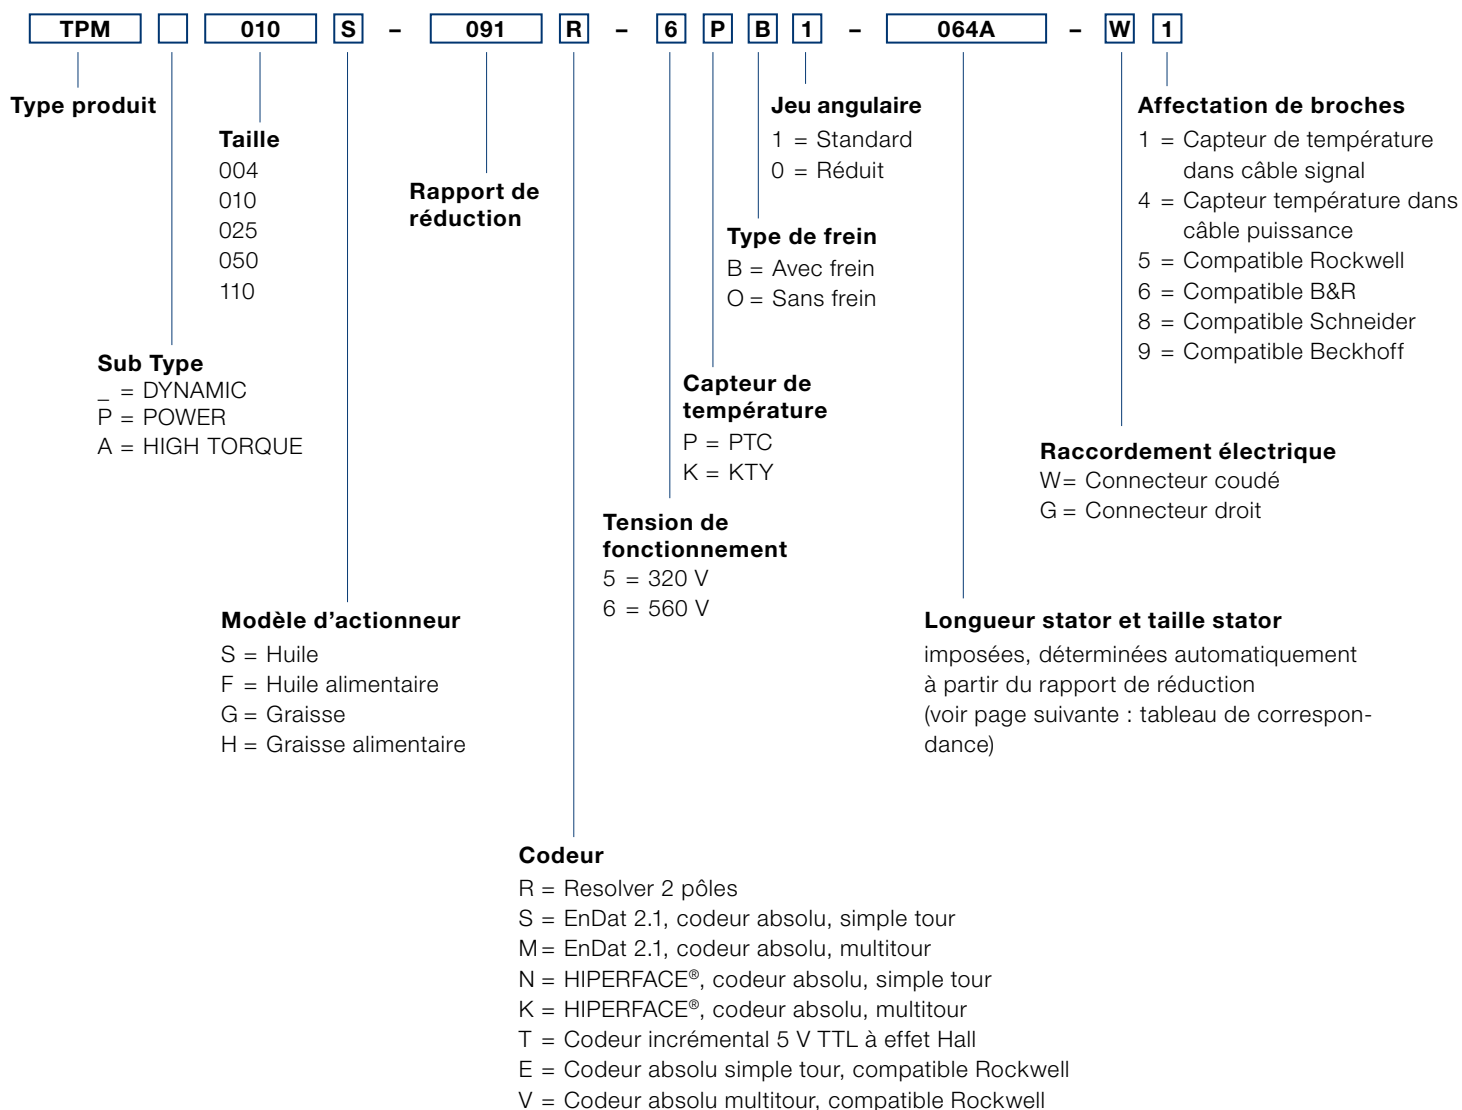 TPM 010 S – 091 R – 6 P B 1 – 064A – W 1
Type produit
Taille
004
010
025
050
110
Sub Type
_ = DYNAMIC
P = POWER
A = HIGH TORQUE
Modèle d’actionneur
S = Huile
F = Huile alimentaire
G = Graisse
H = Graisse alimentaire
Rapport de
réduction
Codeur
R = Resolver 2 pôles
S = EnDat 2.1, codeur absolu, simple tour
M = EnDat 2.1, codeur absolu, multitour
N = HIPERFACE®, codeur absolu, simple tour
K = HIPERFACE®, codeur absolu, multitour
T = Codeur incrémental 5 V TTL à effet Hall
E = Codeur absolu simple tour, compatible Rockwell
V = Codeur absolu multitour, compatible Rockwell
Tension de
fonctionnement
5 = 320 V
6 = 560 V
Capteur de
température
P = PTC
K = KTY
Type de frein
B = Avec frein
O = Sans frein
Jeu angulaire
1 = Standard
0 = Réduit
Longueur stator et taille stator
imposées, déterminées automatiquement
à partir du rapport de réduction
(voir page suivante : tableau de correspon-
dance)
Raccordement électrique
W= Connecteur coudé
G = Connecteur droit
Affectation de broches
1 = Capteur de température
dans câble signal
4 = Capteur température dans
câble puissance
5 = Compatible Rockwell
6 = Compatible B&R
8 = Compatible Schneider
9 = Compatible Beckhoff